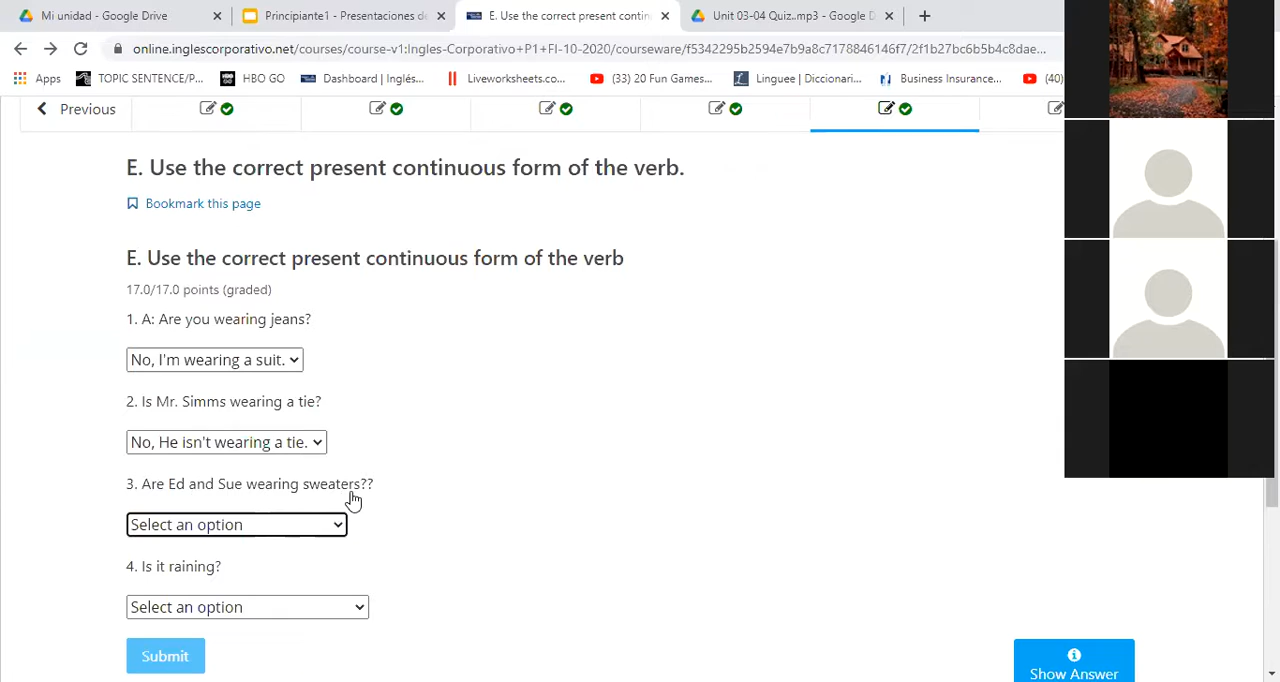 Mi unidad - Google Drive
Principiante1 - Presentaciones de
E. Use the correct present contin
Unit 03-04 Quiz..mp3 - Google D
online.inglescorporativo.net/courses/course-v1:Ingles-Corporativo+P1+FI-10-2020/courseware/f5342295b2594e7b9a8c7178846146f7/2f1b27bc6b5b4c8dae...
Apps
TOPIC SENTENCE/P...
HBO GO
Dashboard | Inglés...
Liveworksheets.co...
(33) 20 Fun Games...
Linguee | Diccionari...
Business Insurance...
(40)
Previous
E. Use the correct present continuous form of the verb.
Bookmark this page
E. Use the correct present continuous form of the verb
17.0/17.0 points (graded)
1. A: Are you wearing jeans?
No, I'm wearing a suit.
2. Is Mr. Simms wearing a tie?
No, He isn't wearing a tie.
3. Are Ed and Sue wearing sweaters??
Select an option
4. Is it raining?
Select an option
Submit
Show Answer